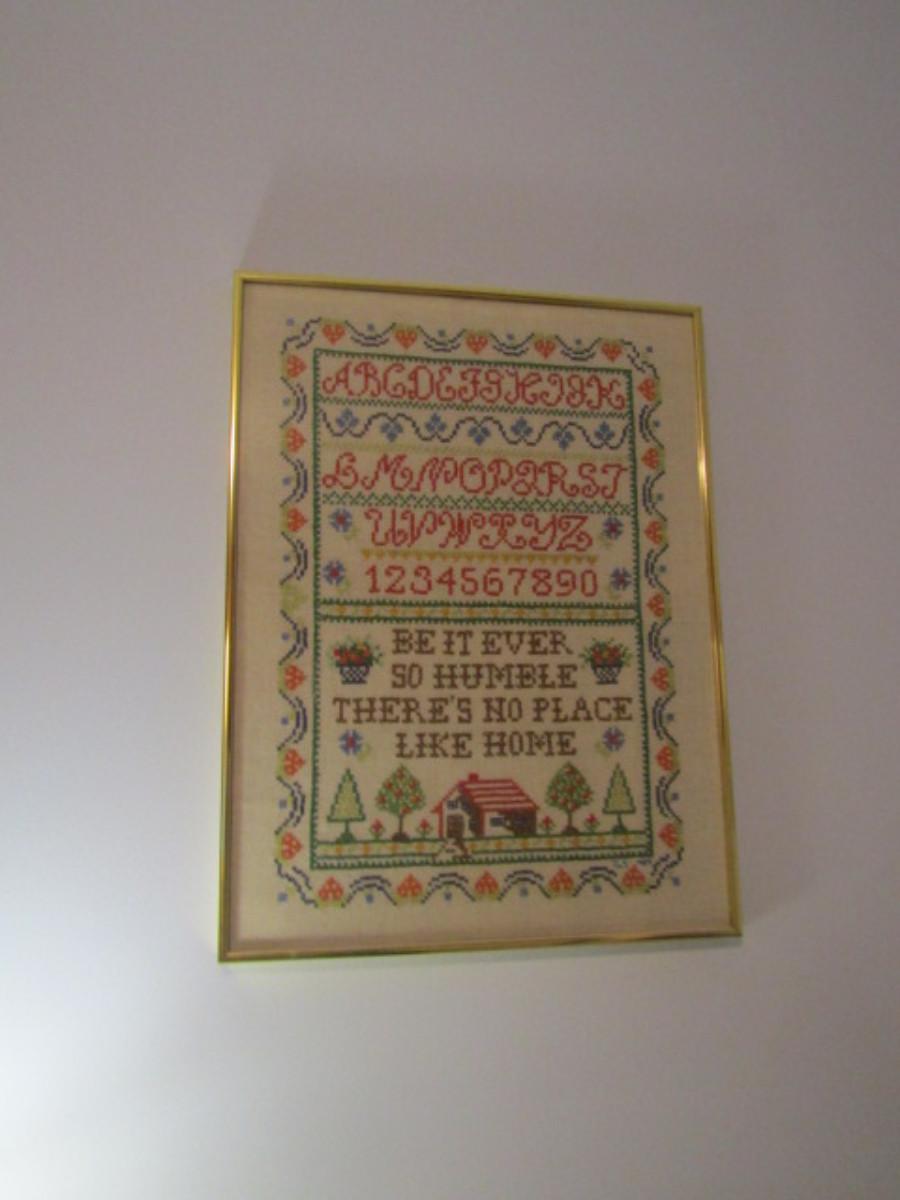 ABCDEFGHIJK
LMNOPQRST
UVWXYZ
1234567890
BE IT EVER
SO HUMBLE
THERE'S NO PLACE
LIKE HOME